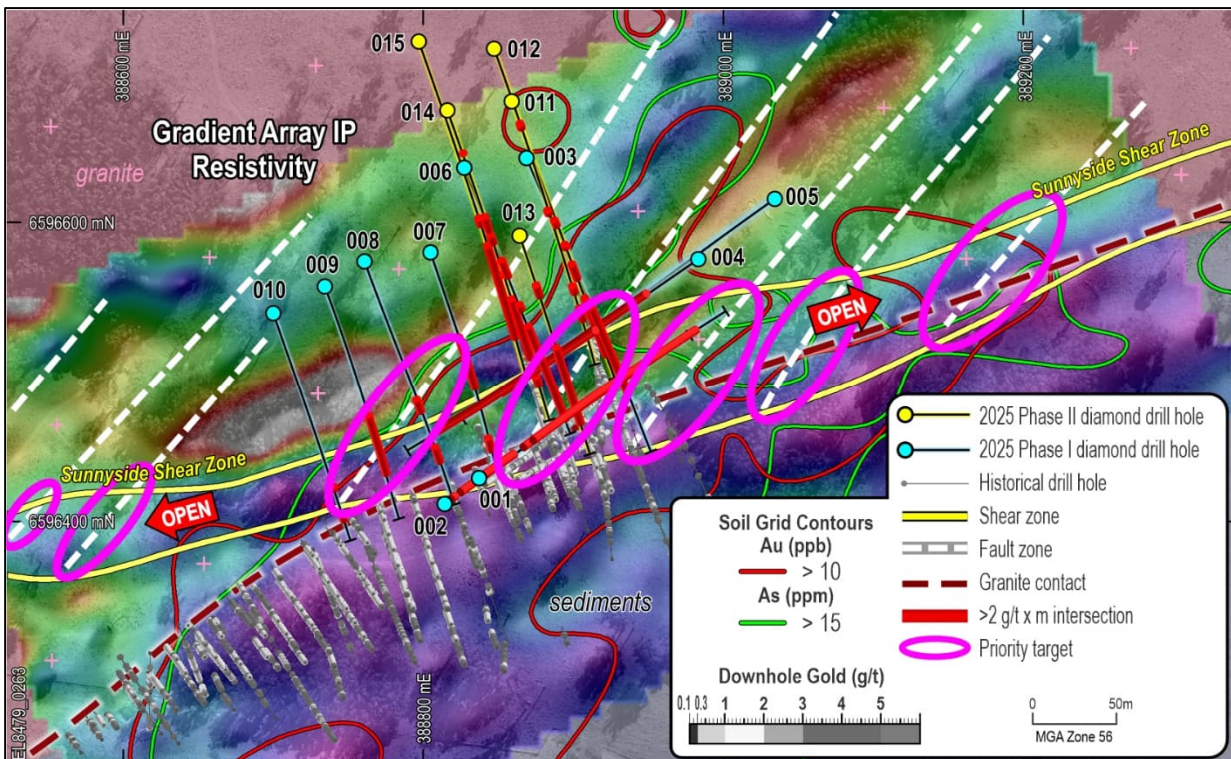 015
012
388600 mE
389000 mE
389200 mE
014
011
Gradient Array IP
Resistivity
granite
006
003
005
Sunnyside Shear Zone
6596600 mN
013
007
004
008
009
010
OPEN
Sunnyside Shear Zone
OPEN
001
002
6596400 mN
sediments
388800 mE
EL8479_0263
2025 Phase II diamond drill hole
2025 Phase I diamond drill hole
Historical drill hole
Shear zone
Fault zone
Granite contact
>2 g/t x m intersection
Priority target
Soil Grid Contours
Au (ppb)
> 10
As (ppm)
> 15
Downhole Gold (g/t)
0.1 0.3 1 2 3 4 5
0 50m
MGA Zone 56